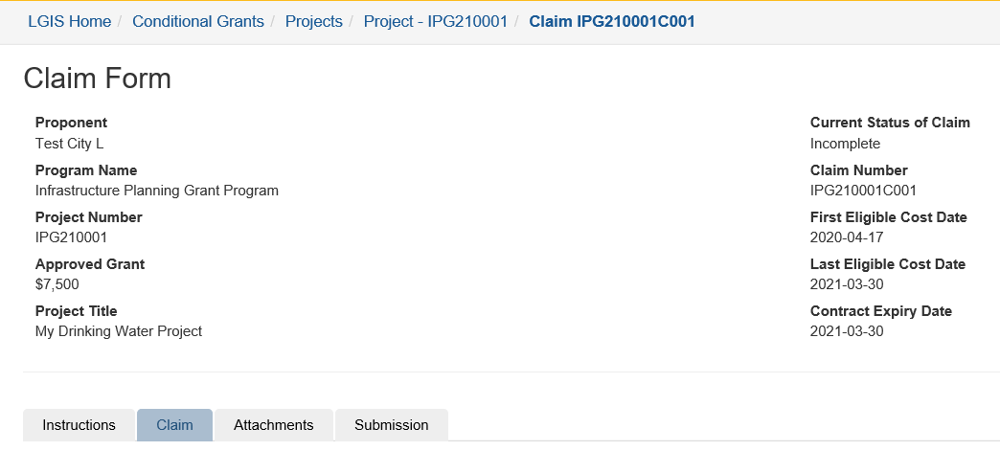 LGIS Home / Conditional Grants / Projects / Project - IPG210001 / Claim IPG210001C001
Claim Form
Proponent
Test City L
Program Name
Infrastructure Planning Grant Program
Project Number
IPG210001
Approved Grant
$7,500
Project Title
My Drinking Water Project
Current Status of Claim
Incomplete
Claim Number
IPG210001C001
First Eligible Cost Date
2020-04-17
Last Eligible Cost Date
2021-03-30
Contract Expiry Date
2021-03-30
Instructions Claim Attachments Submission